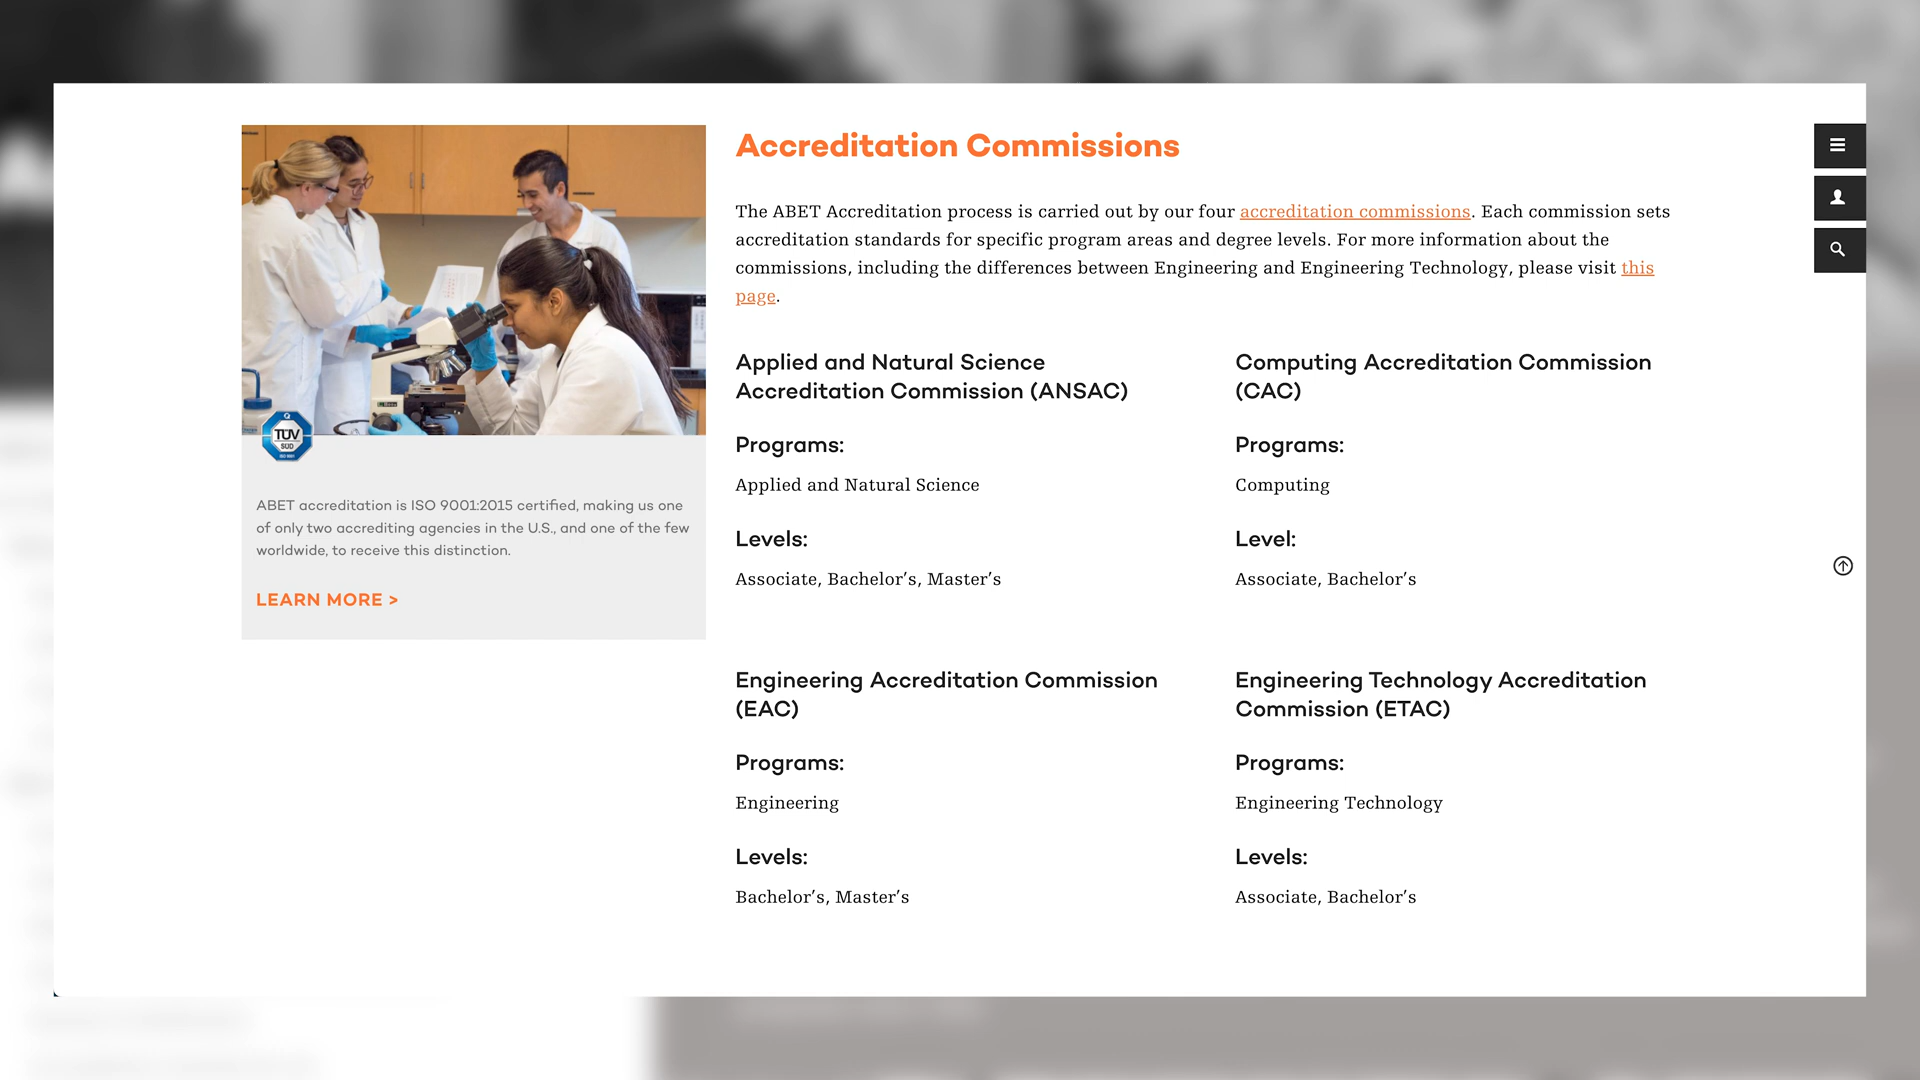 TÜV
SÜD
ISO 9001
ABET accreditation is ISO 9001:2015 certified, making us one
of only two accrediting agencies in the U.S., and one of the few
worldwide, to receive this distinction.
LEARN MORE >
Accreditation Commissions
The ABET Accreditation process is carried out by our four accreditation commissions. Each commission sets
accreditation standards for specific program areas and degree levels. For more information about the
commissions, including the differences between Engineering and Engineering Technology, please visit this
page.
Applied and Natural Science
Accreditation Commission (ANSAC)
Programs:
Applied and Natural Science
Levels:
Associate, Bachelor’s, Master’s
Computing Accreditation Commission
(CAC)
Programs:
Computing
Level:
Associate, Bachelor’s
Engineering Accreditation Commission
(EAC)
Programs:
Engineering
Levels:
Bachelor’s, Master’s
Engineering Technology Accreditation
Commission (ETAC)
Programs:
Engineering Technology
Levels:
Associate, Bachelor’s